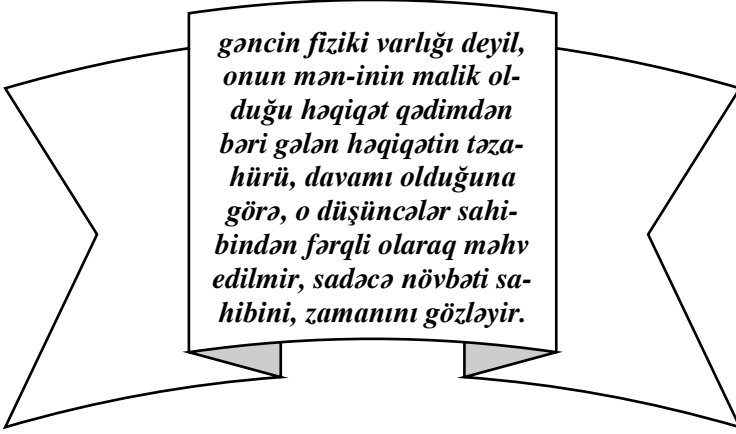 gəncin fiziki varlığı deyil,
onun mən-inin malik ol-
duğu həqiqət qədimdən
bəri gələn həqiqətin təza-
hürü, davamı olduğuna
görə, o düşüncələr sahi-
bindən fərqli olaraq məhv
edilmir, sadəcə növbəti sa-
hibini, zamanını gözləyir.